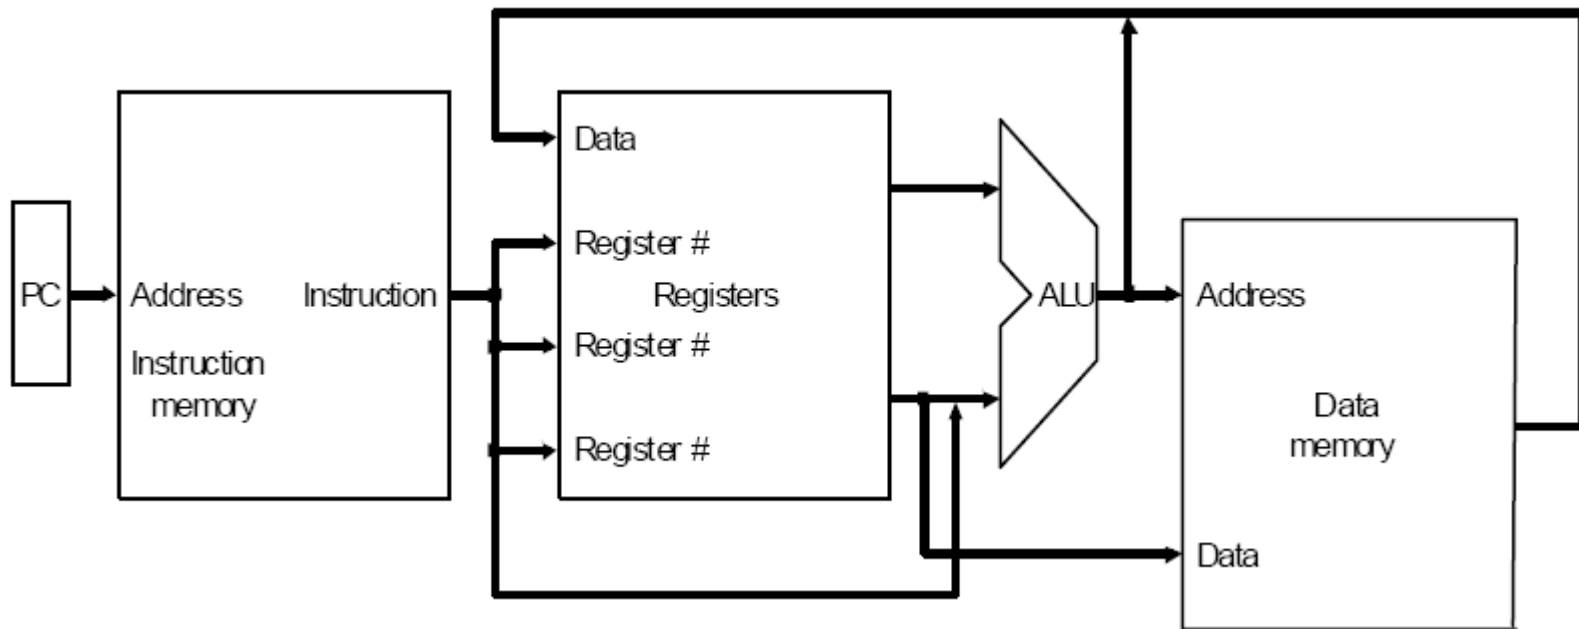 PC
Address
Instruction
Instruction
memory
Data
Register #
Registers
Register #
Register #
ALU
Address
Data
memory
Data